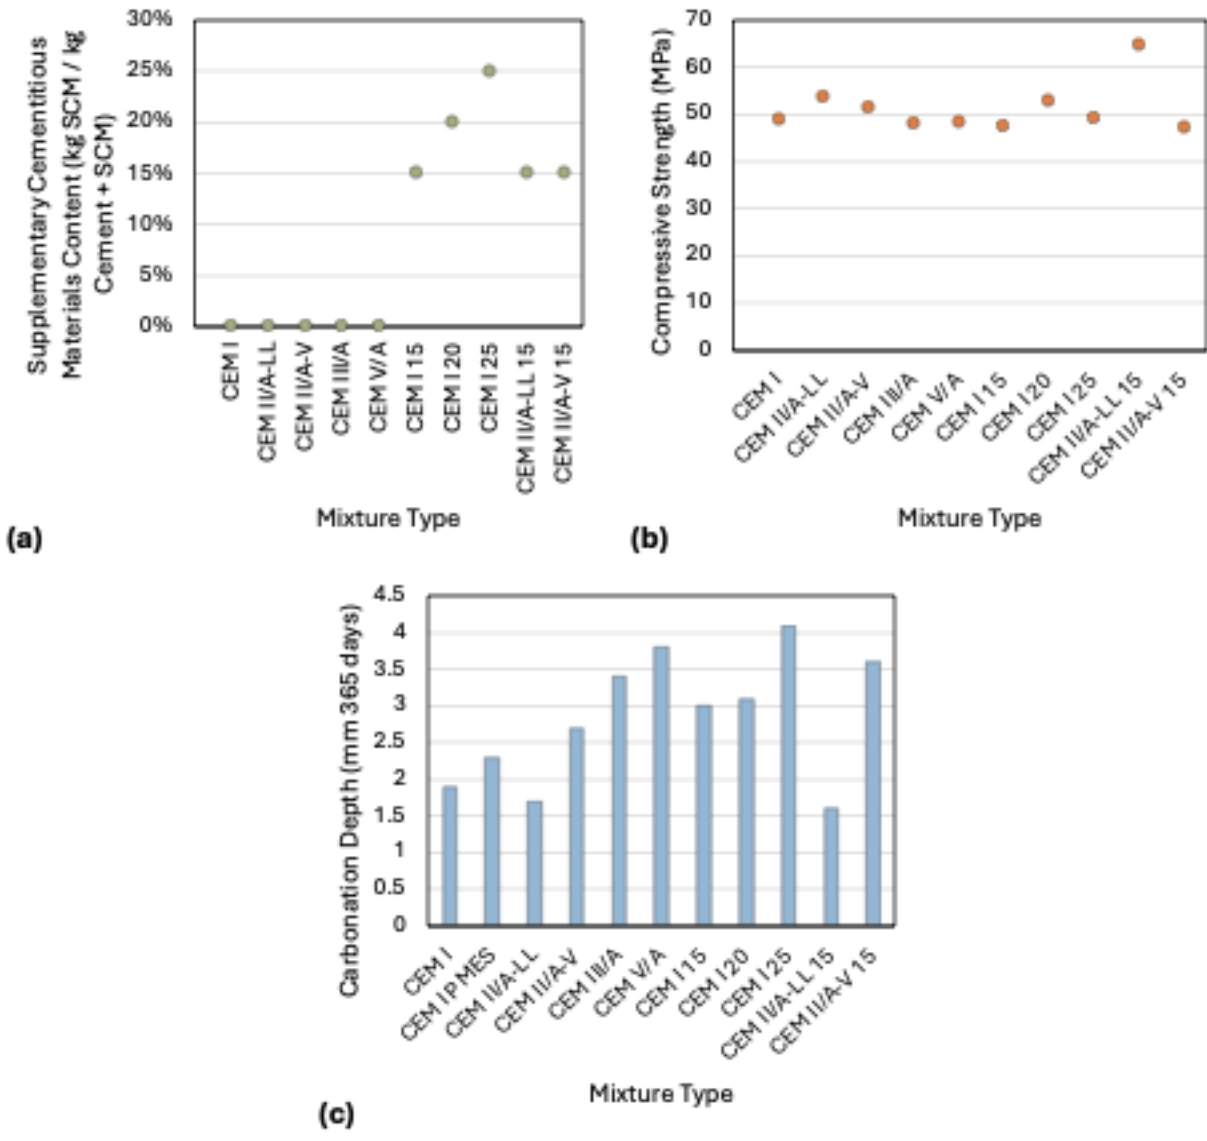 Supplementary Cementitious
Materials Content (kg SCM / kg
Cement + SCM)
30%
25%
20%
15%
10%
5%
0%
CEM I
CEM II/A-LL
CEM II/A-V
CEM III/A
CEM V/A
CEM I 15
CEM I 20
CEM I 25
CEM II/A-LL 15
CEM II/A-V 15
Mixture Type
(a)
Compressive Strength (MPa)
70
60
50
40
30
20
10
0
CEM I
CEM II/A-LL
CEM II/A-V
CEM III/A
CEM V/A
CEM I 15
CEM I 20
CEM I 25
CEM II/A-LL 15
CEM II/A-V 15
Mixture Type
(b)
Carbonation Depth (mm 365 days)
4.5
4
3.5
3
2.5
2
1.5
1
0.5
0
CEM I
CEM I P MES
CEM II/A-LL
CEM II/A-V
CEM III/A
CEM V/A
CEM I 15
CEM I 20
CEM I 25
CEM II/A-LL 15
CEM II/A-V 15
Mixture Type
(c)